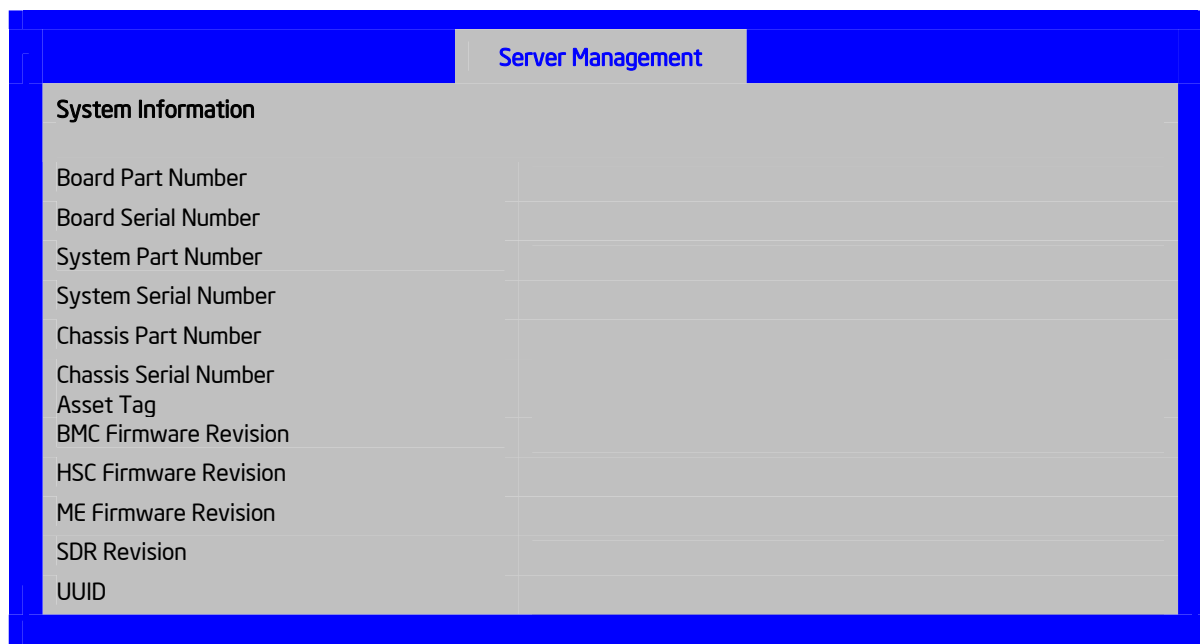 Server Management
System Information
Board Part Number
Board Serial Number
System Part Number
System Serial Number
Chassis Part Number
Chassis Serial Number
Asset Tag
BMC Firmware Revision
HSC Firmware Revision
ME Firmware Revision
SDR Revision
UUID